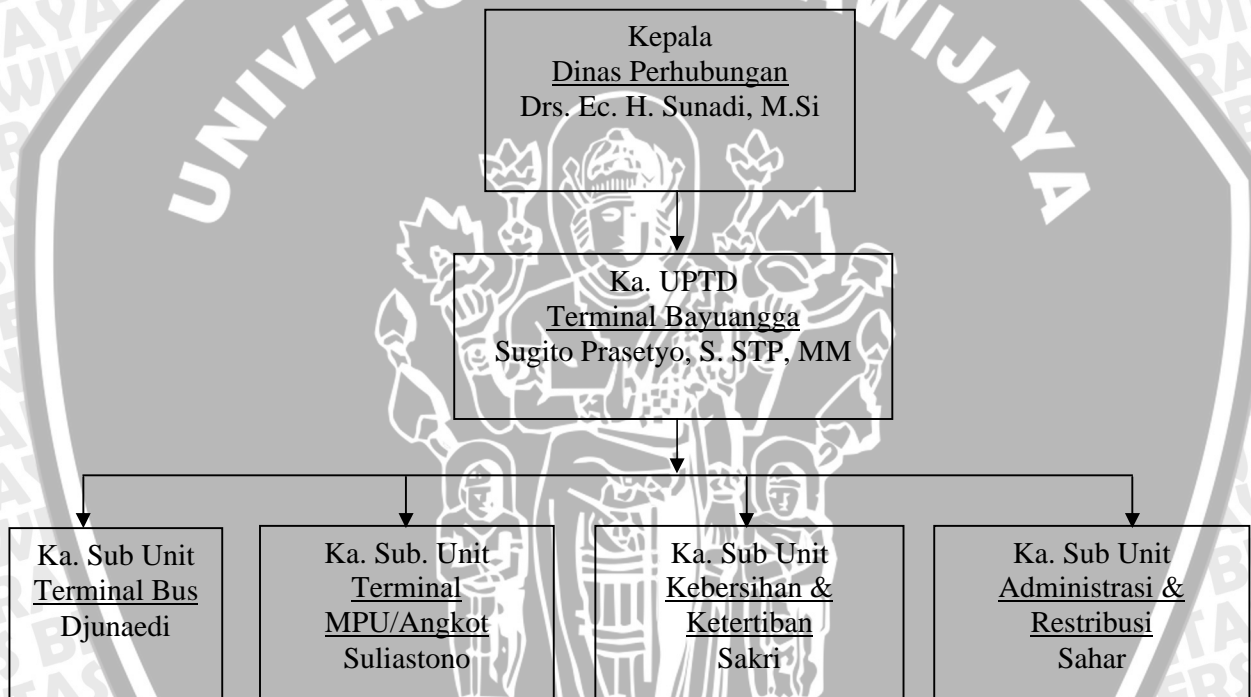 UNIVERS
AWIJAYA
Kepala
Dinas Perhubungan
Drs. Ec. H. Sunadi, M.Si
Ka. UPTD
Terminal Bayuangga
Sugito Prasetyo, S. STP, MM
Ka. Sub Unit
Terminal Bus
Djunaedi
Ka. Sub. Unit
Terminal
MPU/Angkot
Suliastono
Ka. Sub Unit
Kebersihan &
Ketertiban
Sakri
Ka. Sub Unit
Administrasi &
Restribusi
Sahar